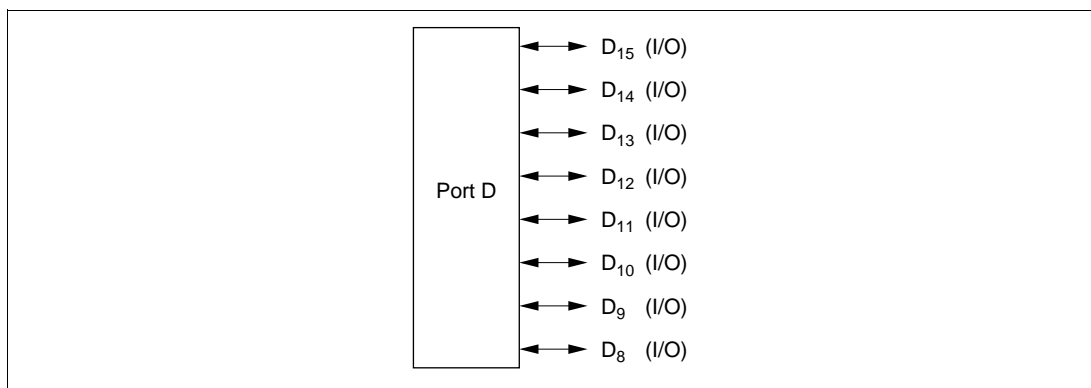 D15 (I/O)
D14 (I/O)
D13 (I/O)
D12 (I/O)
Port D
D11 (I/O)
D10 (I/O)
D9 (I/O)
D8 (I/O)